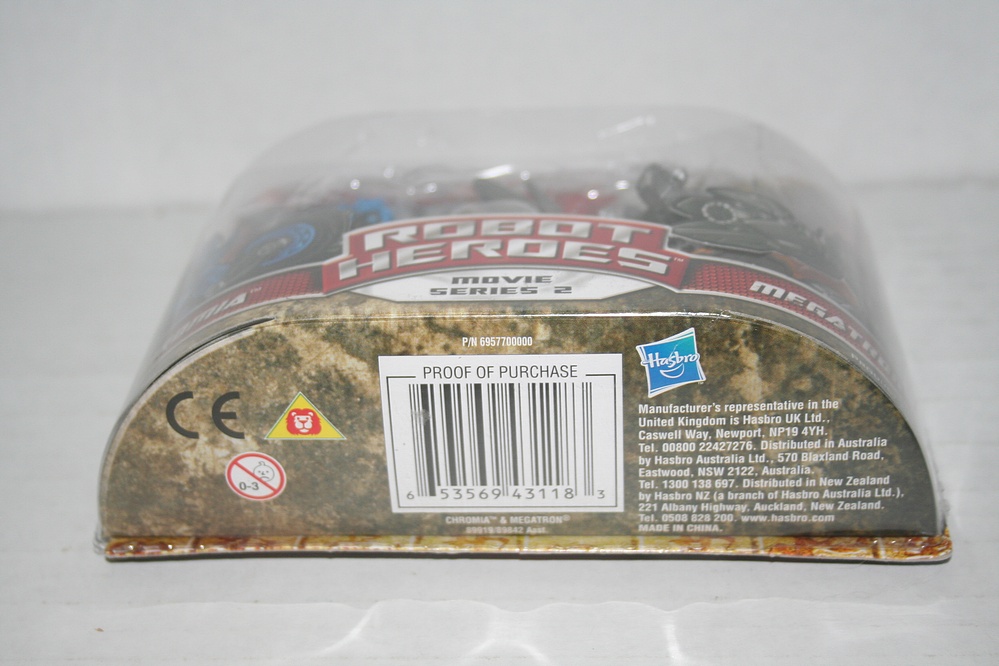 ROBOT
HEROES™
MOVIE
SERIES 2
P/N 6957700000
Hasbro
PROOF OF PURCHASE
6 53569 43118 3
CE
0-3
Manufacturer's representative in the
United Kingdom is Hasbro UK Ltd.,
Caswell Way, Newport, NP19 4YH.
Tel. 00800 22427276. Distributed in Australia
by Hasbro Australia Ltd., 570 Blaxland Road,
Eastwood, NSW 2122, Australia.
Tel. 1300 138 697. Distributed in New Zealand
by Hasbro NZ (a branch of Hasbro Australia Ltd.),
221 Albany Highway, Auckland, New Zealand.
Tel. 0508 828 200. www.hasbro.com
MADE IN CHINA.
CHROMIA™ & MEGATRON®